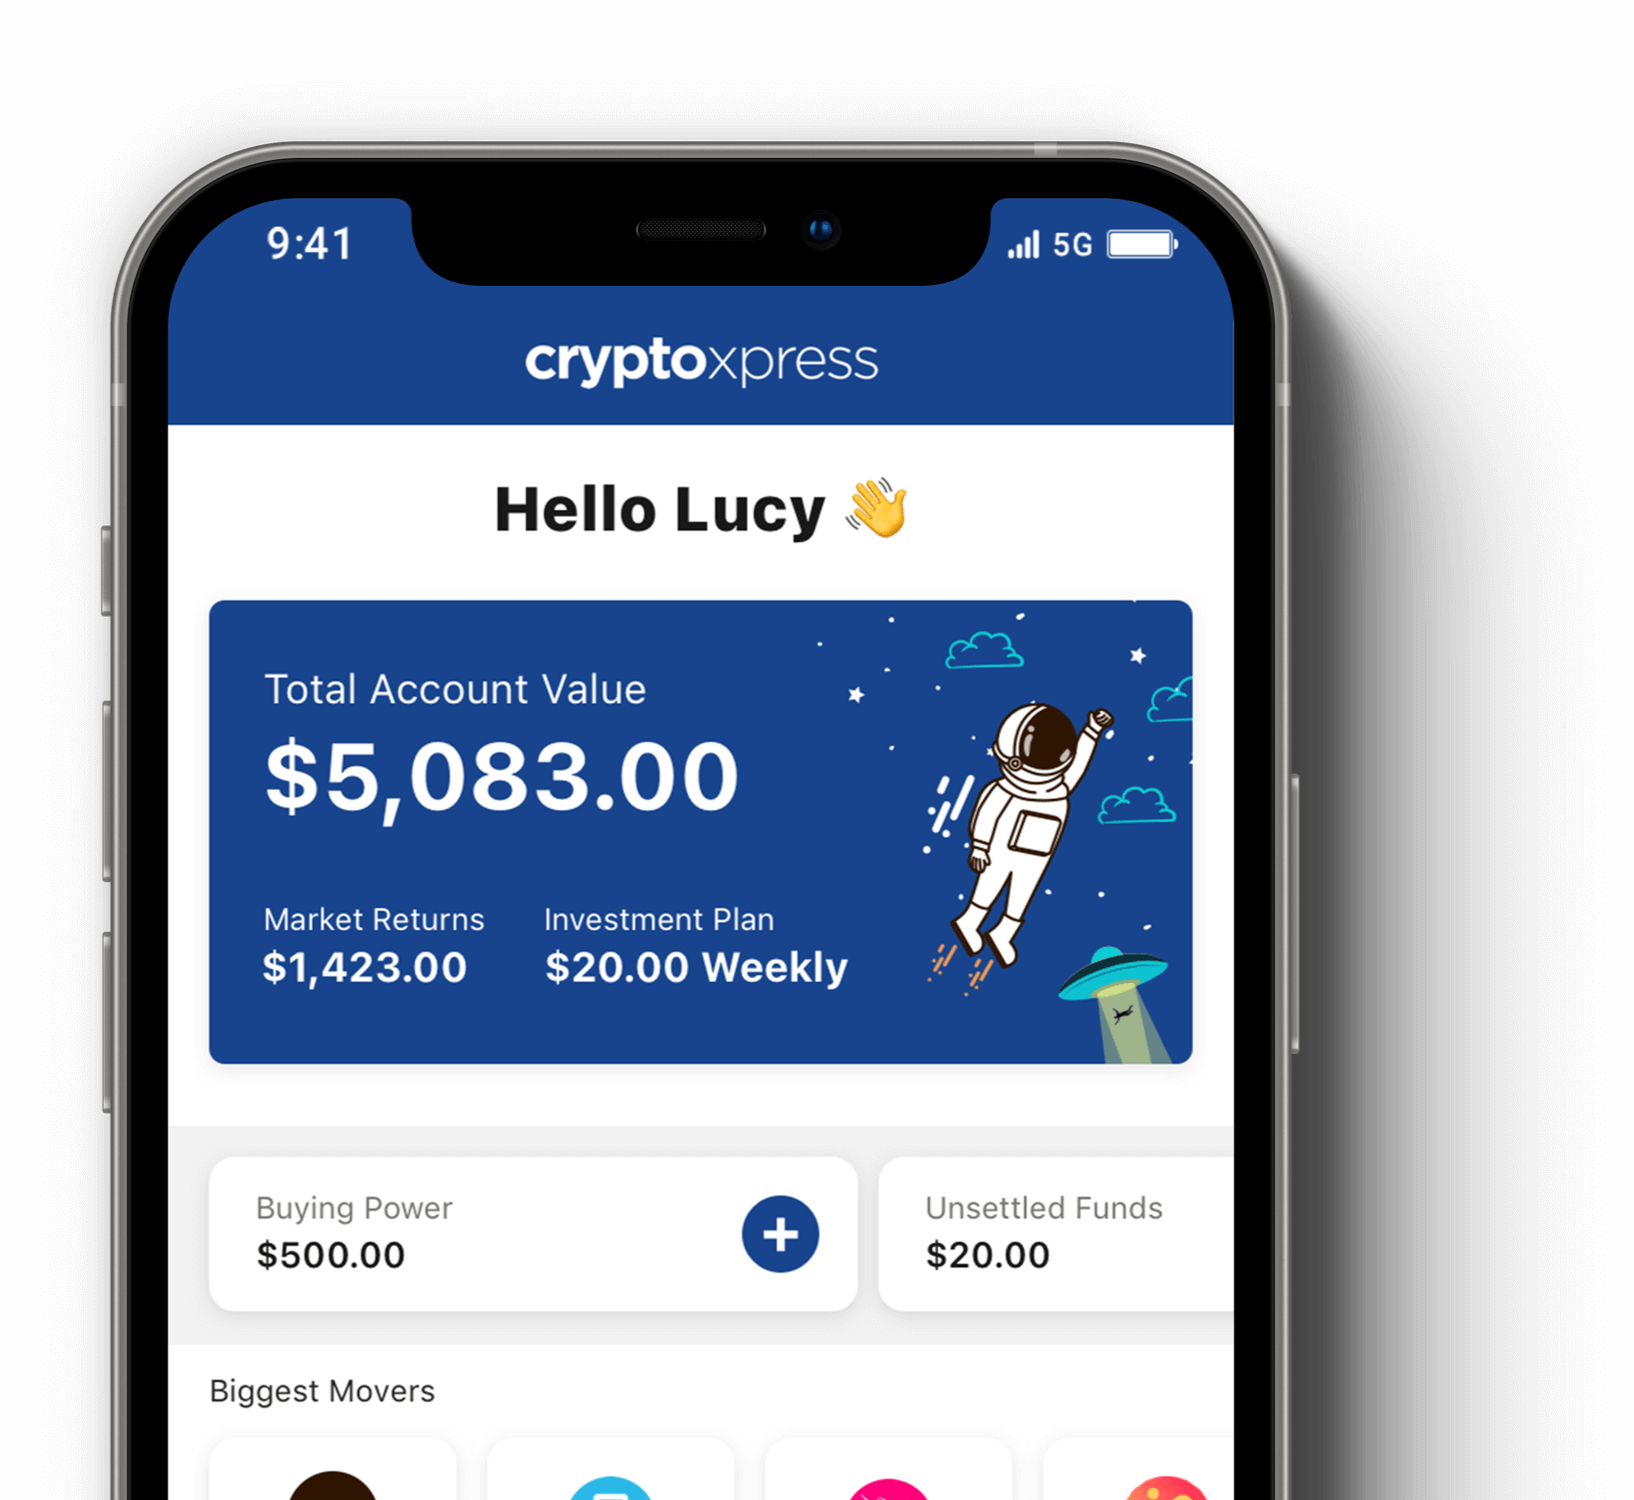 9:41
5G
cryptoxpress
Hello Lucy 👋
Total Account Value
$5,083.00
Market Returns
$1,423.00
Investment Plan
$20.00 Weekly
Buying Power
$500.00
Unsettled Funds
$20.00
Biggest Movers